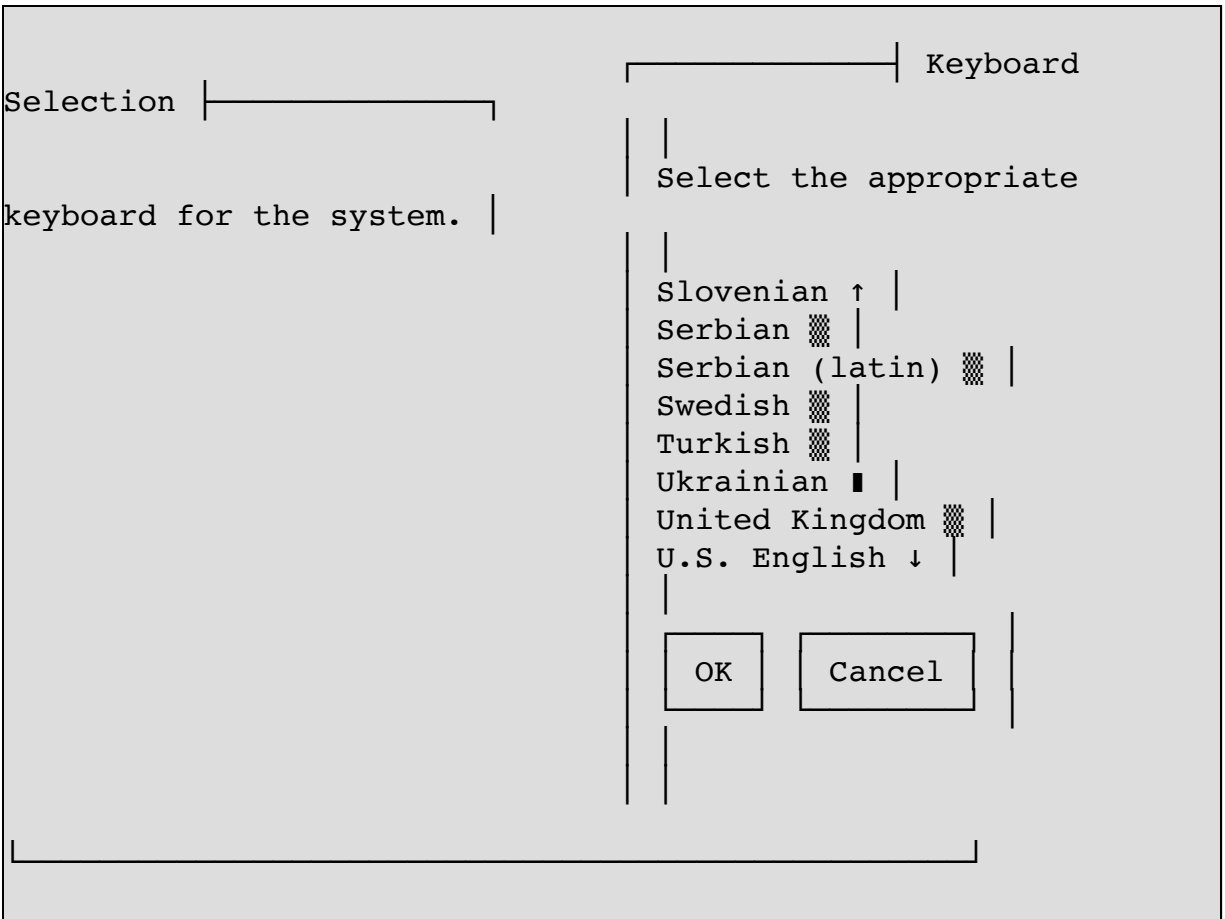 Keyboard
Selection
Select the appropriate
keyboard for the system.
Slovenian ↑
Serbian ▒
Serbian (latin) ▒
Swedish ▒
Turkish ▒
Ukrainian ▮
United Kingdom ▒
U.S. English ↓
OK Cancel